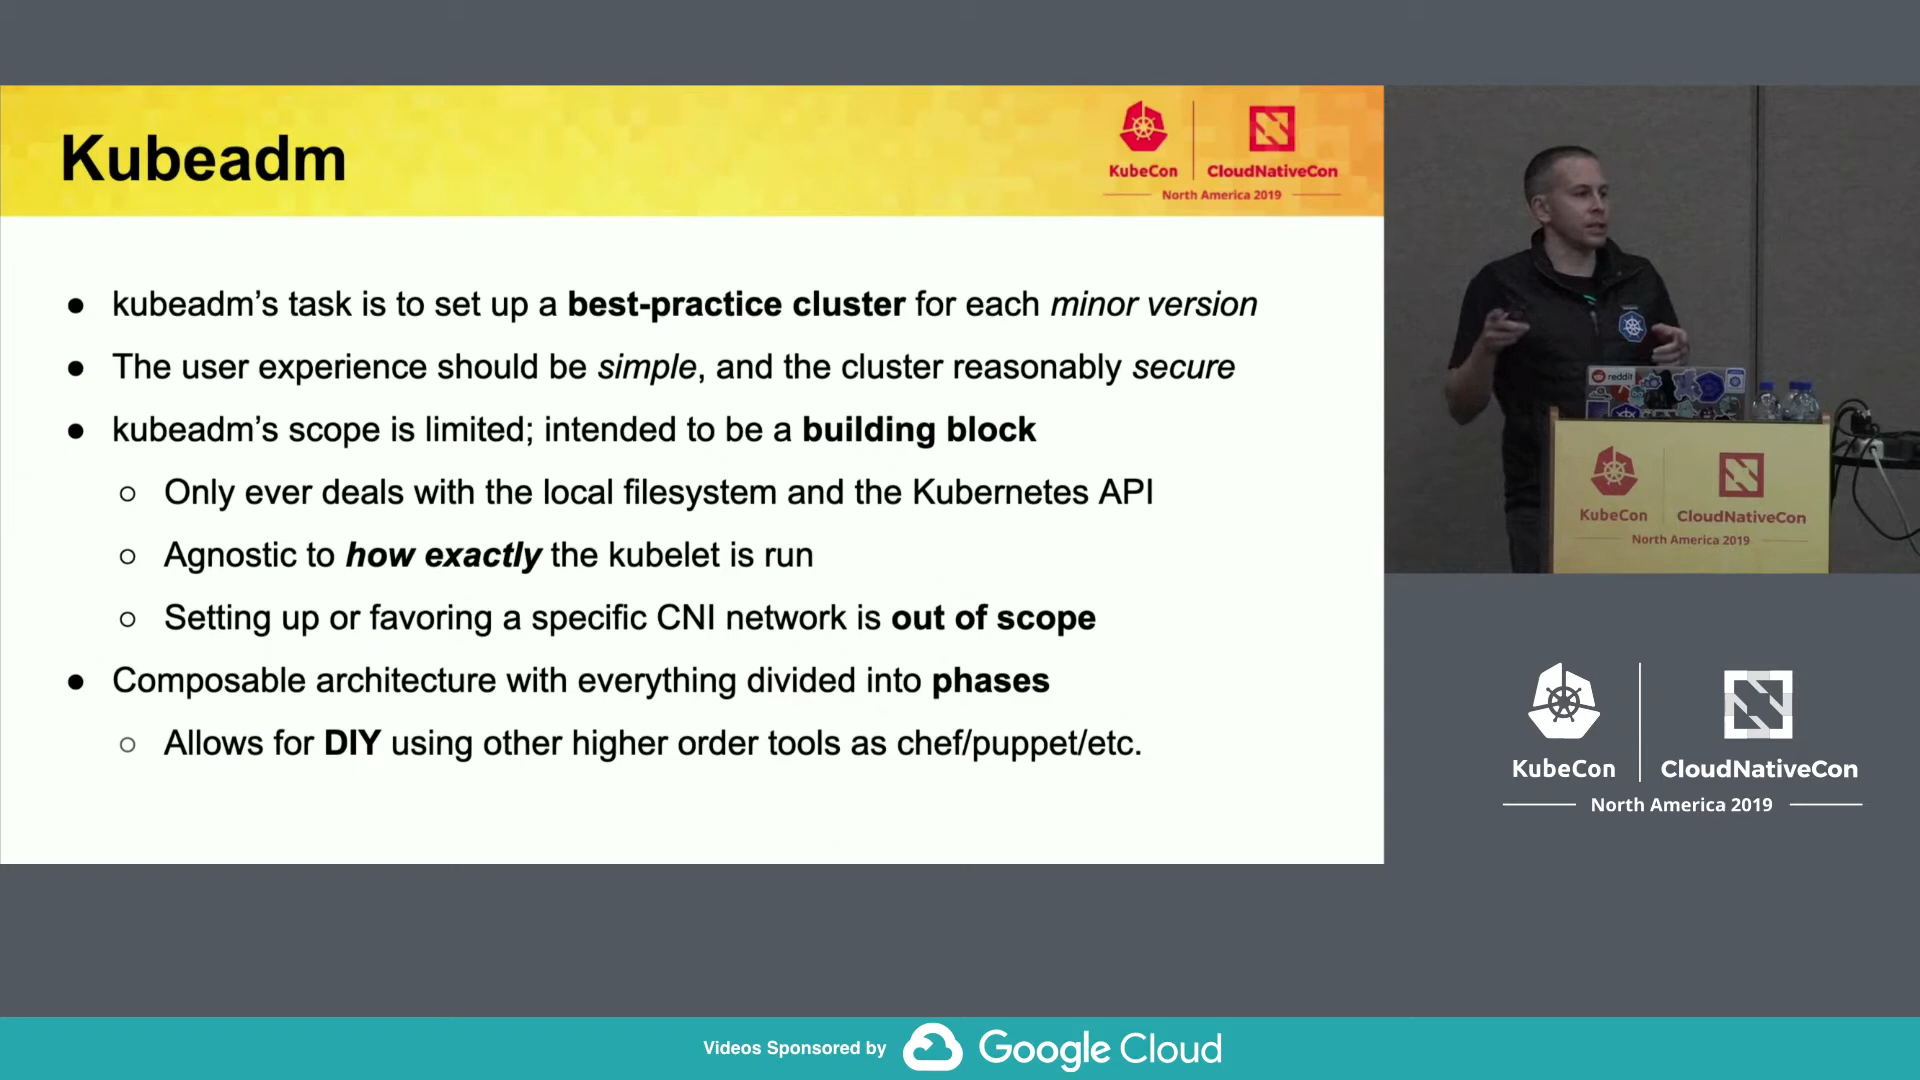 Kubeadm
KubeCon
CloudNativeCon
North America 2019
● kubeadm’s task is to set up a best-practice cluster for each minor version
● The user experience should be simple, and the cluster reasonably secure
● kubeadm’s scope is limited; intended to be a building block
○ Only ever deals with the local filesystem and the Kubernetes API
○ Agnostic to how exactly the kubelet is run
○ Setting up or favoring a specific CNI network is out of scope
● Composable architecture with everything divided into phases
○ Allows for DIY using other higher order tools as chef/puppet/etc.
reddit
KubeCon
CloudNativeCon
North America 2019
KubeCon
CloudNativeCon
North America 2019
Videos Sponsored by
Google Cloud